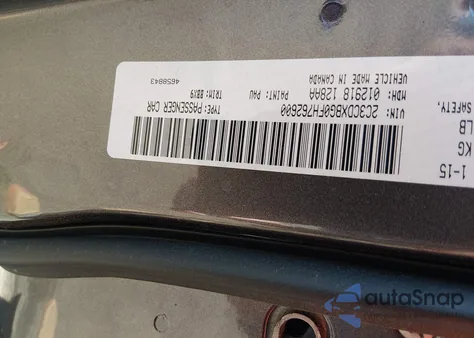 1-15
KG
LB
SAFETY,
VIN: 2C3CDXBG0FH762600
TYPE: PASSENGER CAR
MDH: 012918 128AA
PAINT: PAU
TRIM: BBX9
VEHICLE MADE IN CANADA
4658843
autoSnap